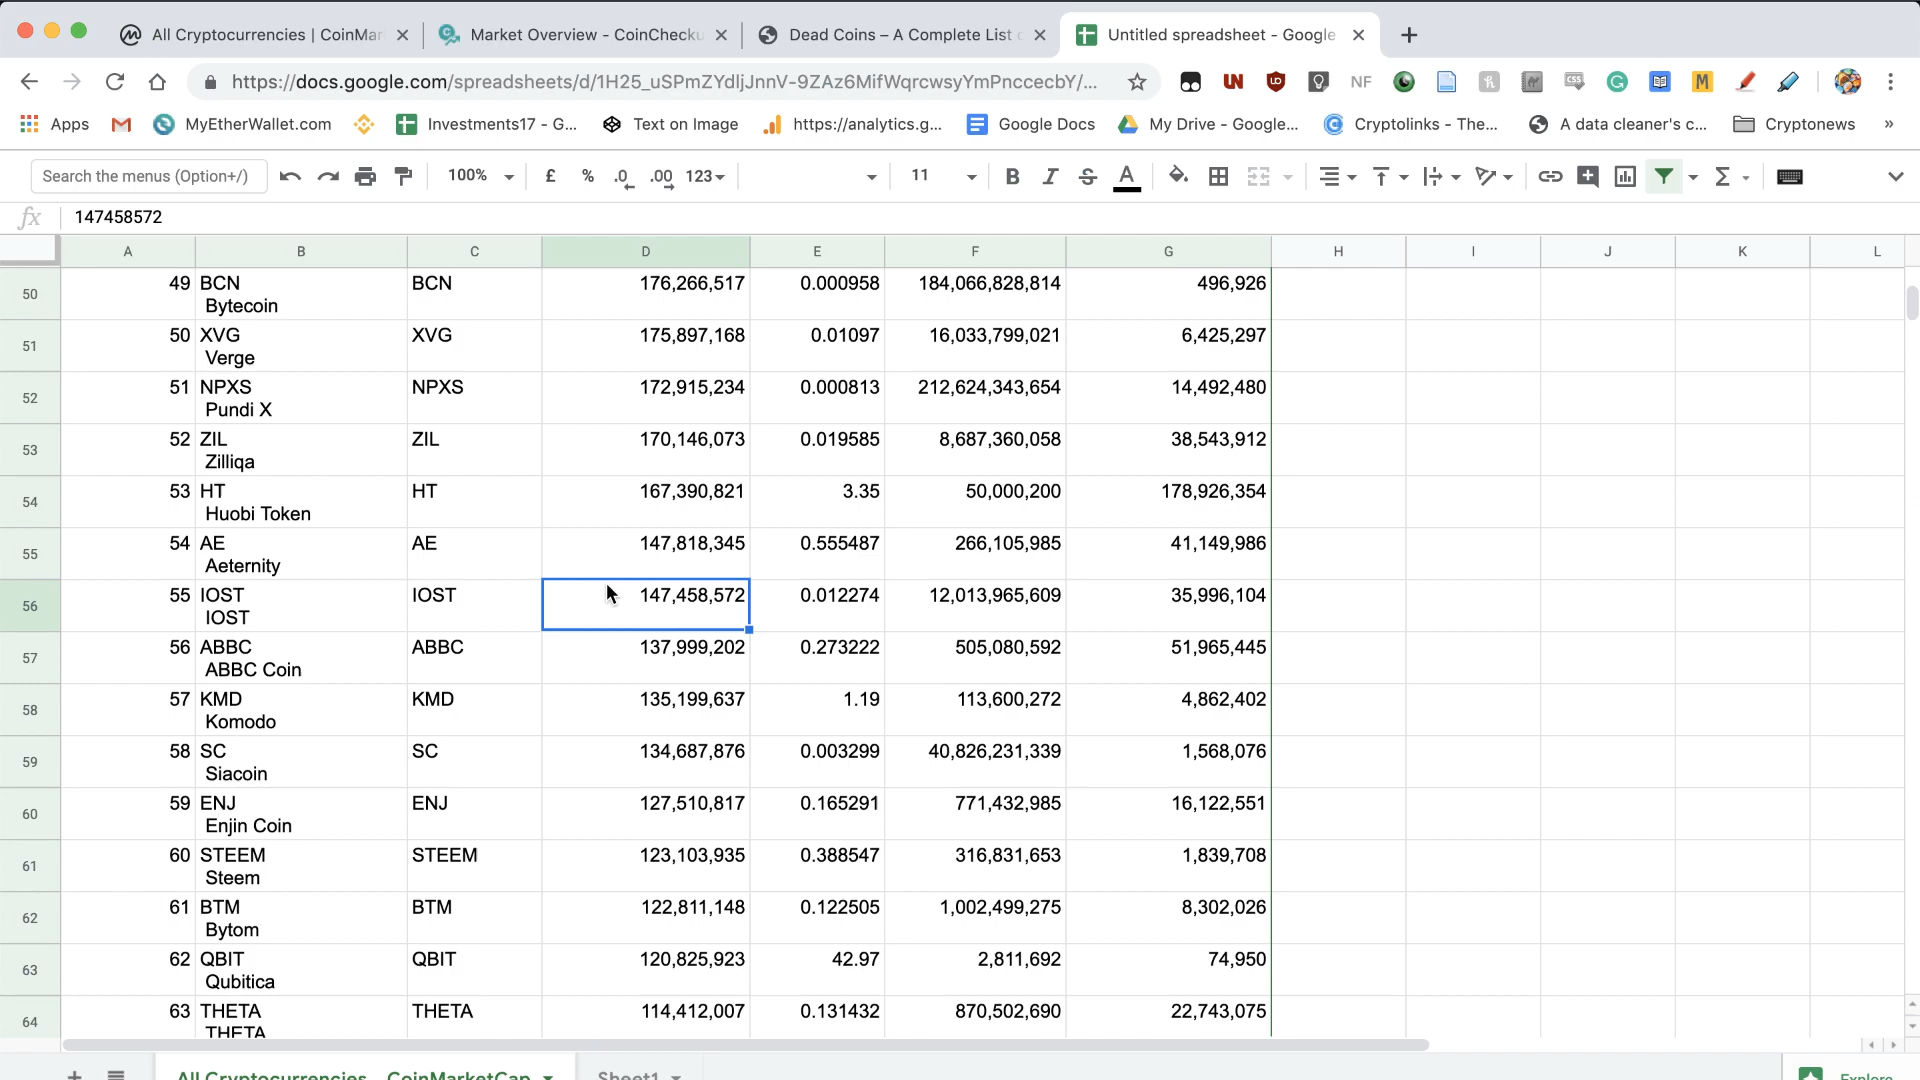 All Cryptocurrencies | CoinMar
Market Overview - CoinChecku
Dead Coins – A Complete List
Untitled spreadsheet - Google
https://docs.google.com/spreadsheets/d/1H25_uSPmZYdljJnnV-9ZAz6MifWqrcwsyYmPnccecbY/...
UN
NF
CSS
M
Apps
MyEtherWallet.com
Investments17 - G...
Text on Image
https://analytics.g...
Google Docs
My Drive - Google...
Cryptolinks - The...
A data cleaner's c...
Cryptonews
»
Search the menus (Option+/)
100%
£
%
.0
.00
123
11
B
I
S
A
Σ
fx
147458572
A B C D E F G H I J K L
50 49 BCN BCN 176,266,517 0.000958 184,066,828,814 496,926
Bytecoin
51 50 XVG XVG 175,897,168 0.01097 16,033,799,021 6,425,297
Verge
52 51 NPXS NPXS 172,915,234 0.000813 212,624,343,654 14,492,480
Pundi X
53 52 ZIL ZIL 170,146,073 0.019585 8,687,360,058 38,543,912
Zilliqa
54 53 HT HT 167,390,821 3.35 50,000,200 178,926,354
Huobi Token
55 54 AE AE 147,818,345 0.555487 266,105,985 41,149,986
Aeternity
56 55 IOST IOST 147,458,572 0.012274 12,013,965,609 35,996,104
IOST
57 56 ABBC ABBC 137,999,202 0.273222 505,080,592 51,965,445
ABBC Coin
58 57 KMD KMD 135,199,637 1.19 113,600,272 4,862,402
Komodo
59 58 SC SC 134,687,876 0.003299 40,826,231,339 1,568,076
Siacoin
60 59 ENJ ENJ 127,510,817 0.165291 771,432,985 16,122,551
Enjin Coin
61 60 STEEM STEEM 123,103,935 0.388547 316,831,653 1,839,708
Steem
62 61 BTM BTM 122,811,148 0.122505 1,002,499,275 8,302,026
Bytom
63 62 QBIT QBIT 120,825,923 42.97 2,811,692 74,950
Qubitica
64 63 THETA THETA 114,412,007 0.131432 870,502,690 22,743,075
THETA
All Cryptocurrencies CoinMarketCap
Sheet1
Explore